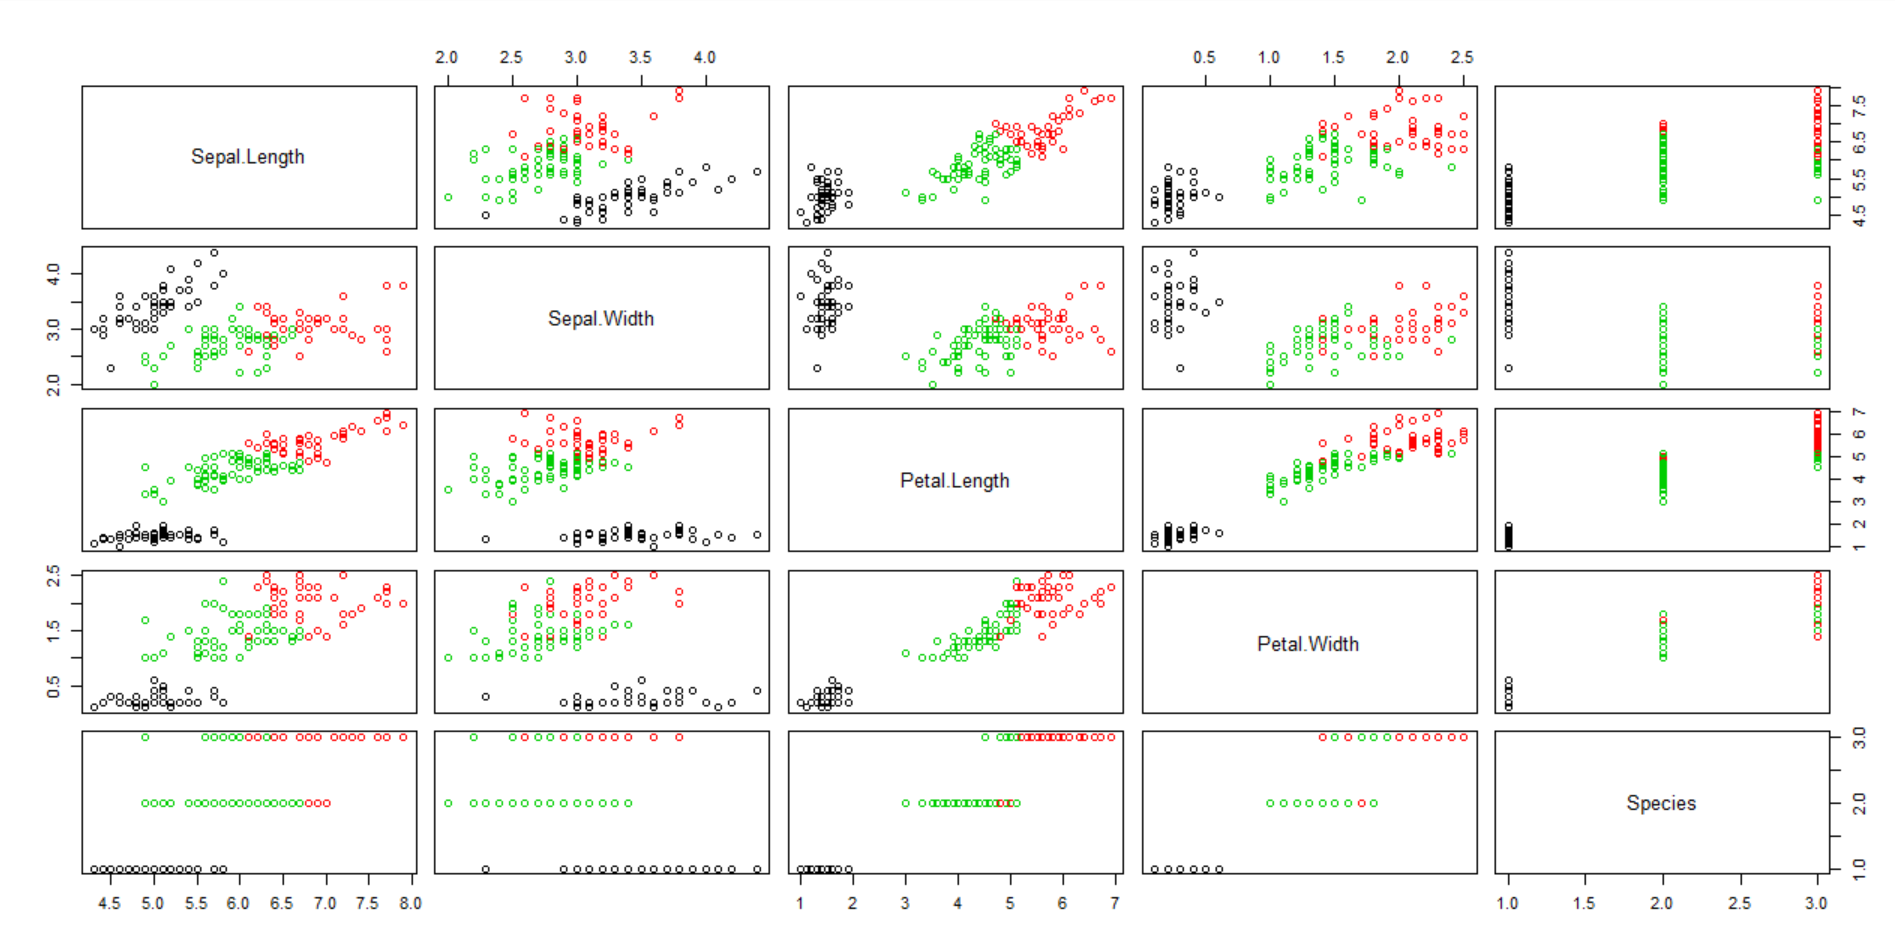 2.0 2.5 3.0 3.5 4.0
0.5 1.0 1.5 2.0 2.5
Sepal.Length
4.5 5.5 6.5 7.5
2.0 3.0 4.0
Sepal.Width
Petal.Length
1 2 3 4 5 6 7
0.5 1.5 2.5
Petal.Width
Species
1.0 2.0 3.0
4.5 5.0 5.5 6.0 6.5 7.0 7.5 8.0
1 2 3 4 5 6 7
1.0 1.5 2.0 2.5 3.0